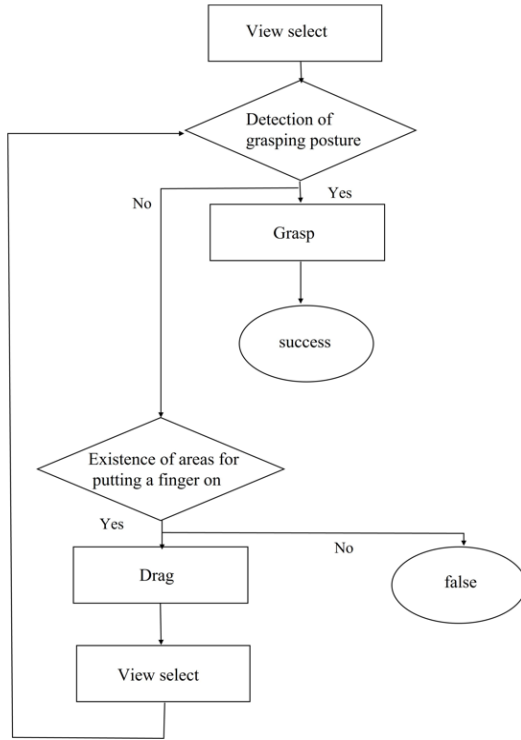 View select
Detection of
grasping posture
No
Yes
Grasp
success
Existence of areas for
putting a finger on
Yes
No
Drag
false
View select